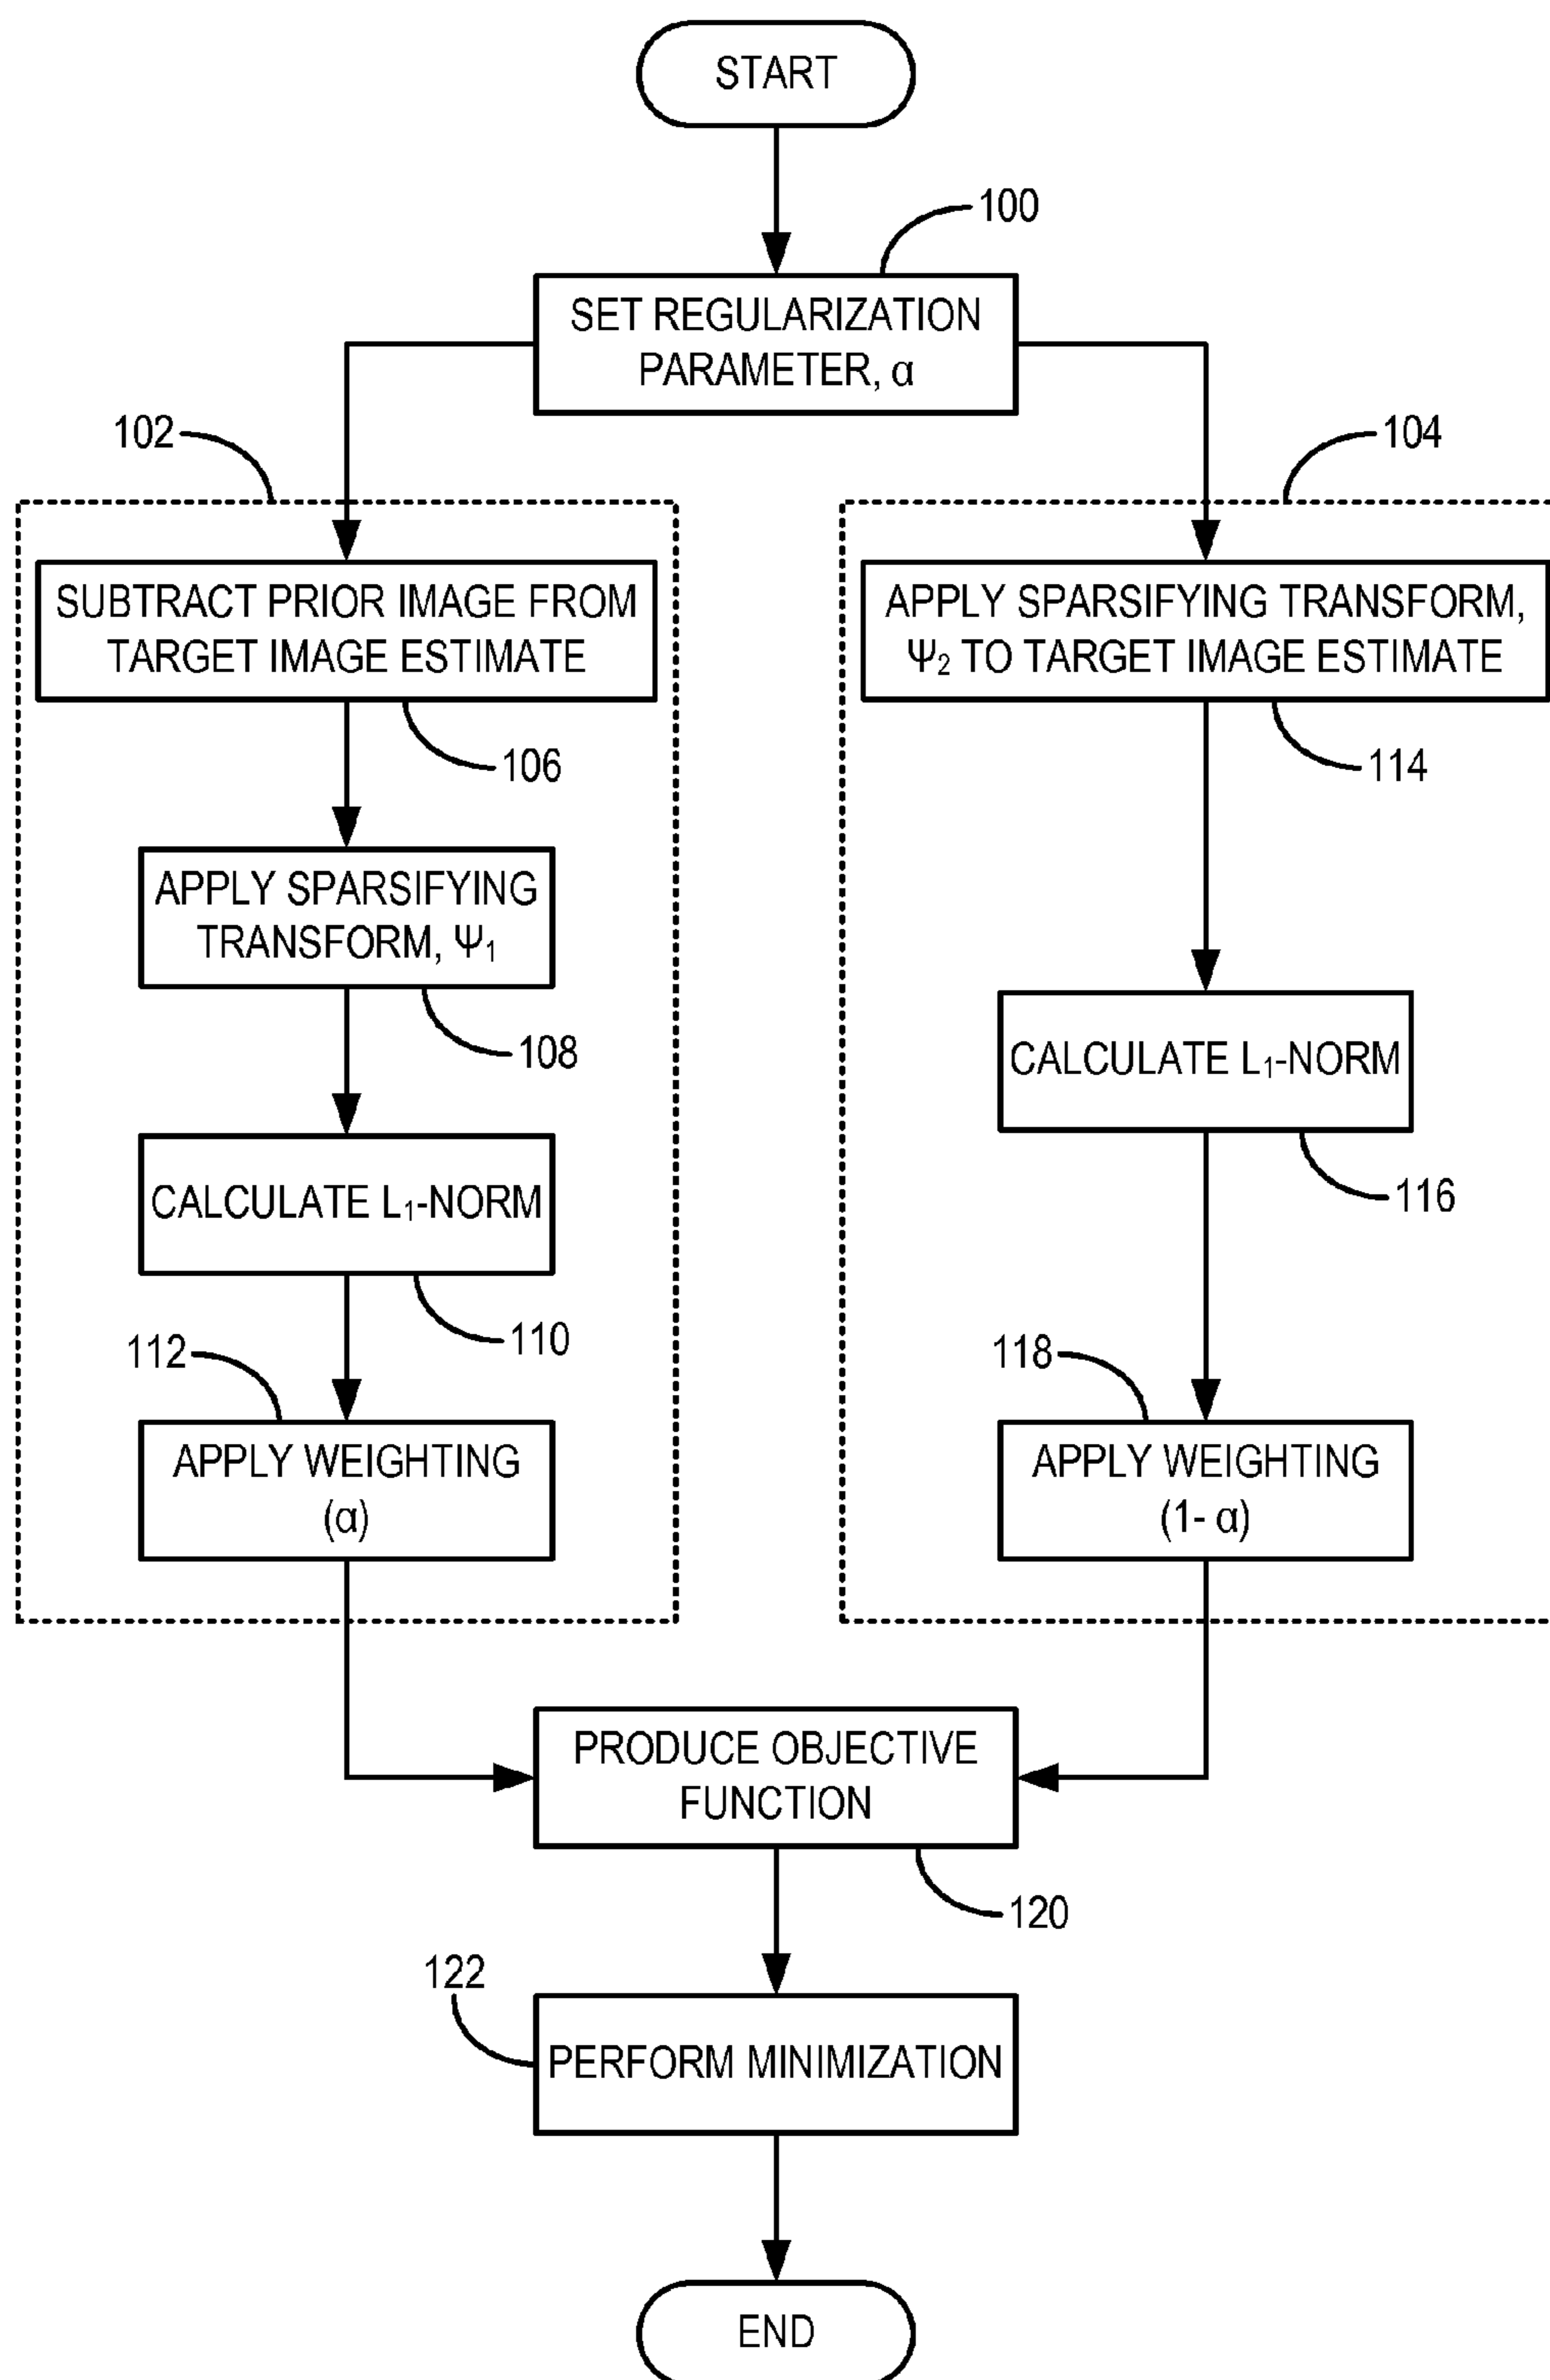 START
100
SET REGULARIZATION
PARAMETER, α
102
104
SUBTRACT PRIOR IMAGE FROM
TARGET IMAGE ESTIMATE
106
APPLY SPARSIFYING
TRANSFORM, Ψ₁
108
CALCULATE L₁-NORM
110
112
APPLY WEIGHTING
(α)
APPLY SPARSIFYING TRANSFORM,
Ψ₂ TO TARGET IMAGE ESTIMATE
114
CALCULATE L₁-NORM
116
118
APPLY WEIGHTING
(1- α)
PRODUCE OBJECTIVE
FUNCTION
120
122
PERFORM MINIMIZATION
END